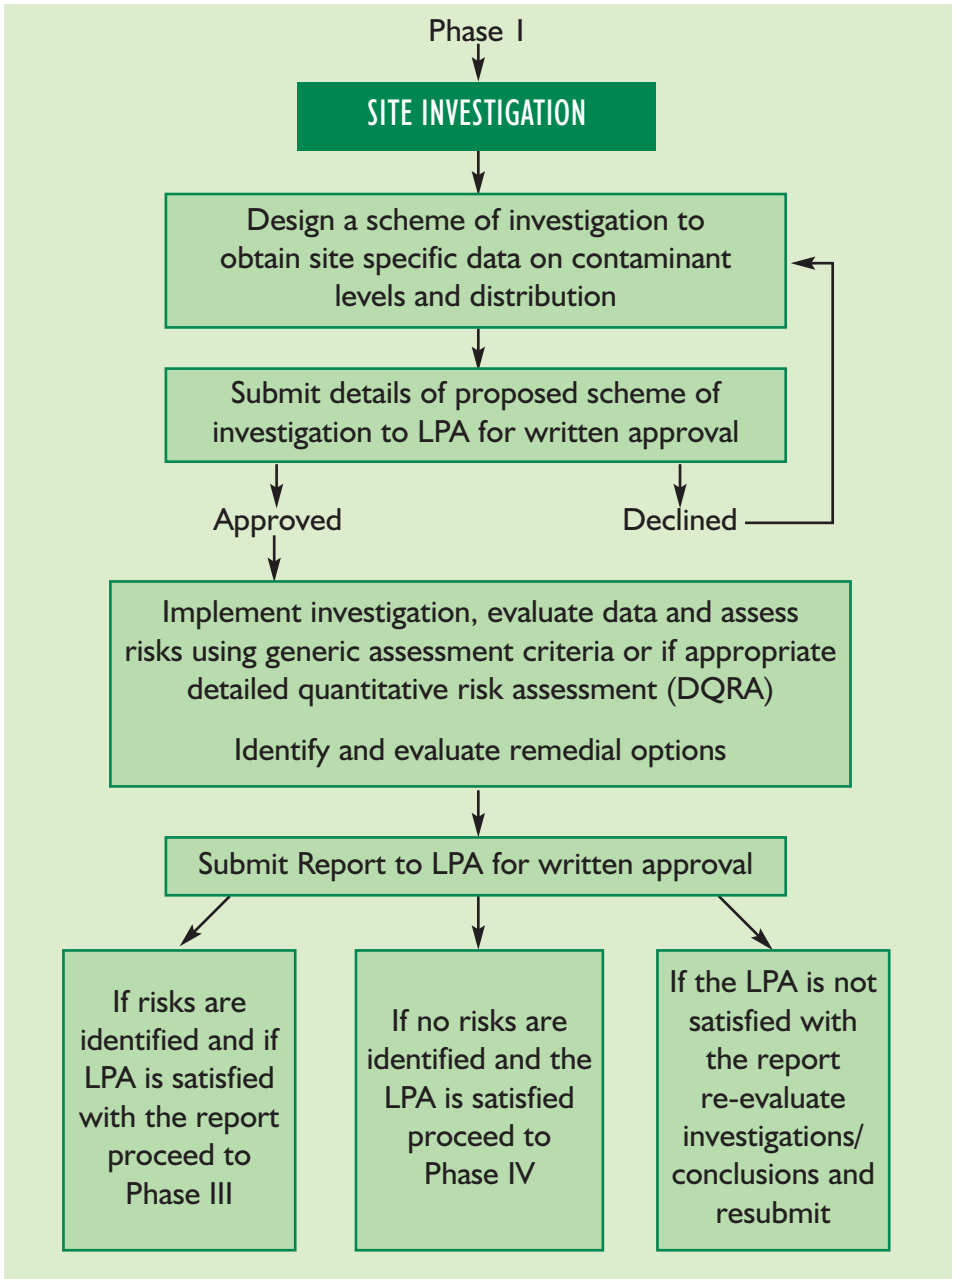 Phase 1
SITE INVESTIGATION
Design a scheme of investigation to
obtain site specific data on contaminant
levels and distribution
Submit details of proposed scheme of
investigation to LPA for written approval
Approved
Declined
Implement investigation, evaluate data and assess
risks using generic assessment criteria or if appropriate
detailed quantitative risk assessment (DQRA)
Identify and evaluate remedial options
Submit Report to LPA for written approval
If risks are
identified and if
LPA is satisfied
with the report
proceed to
Phase III
If no risks are
identified and the
LPA is satisfied
proceed to
Phase IV
If the LPA is not
satisfied with
the report
re-evaluate
investigations/
conclusions and
resubmit